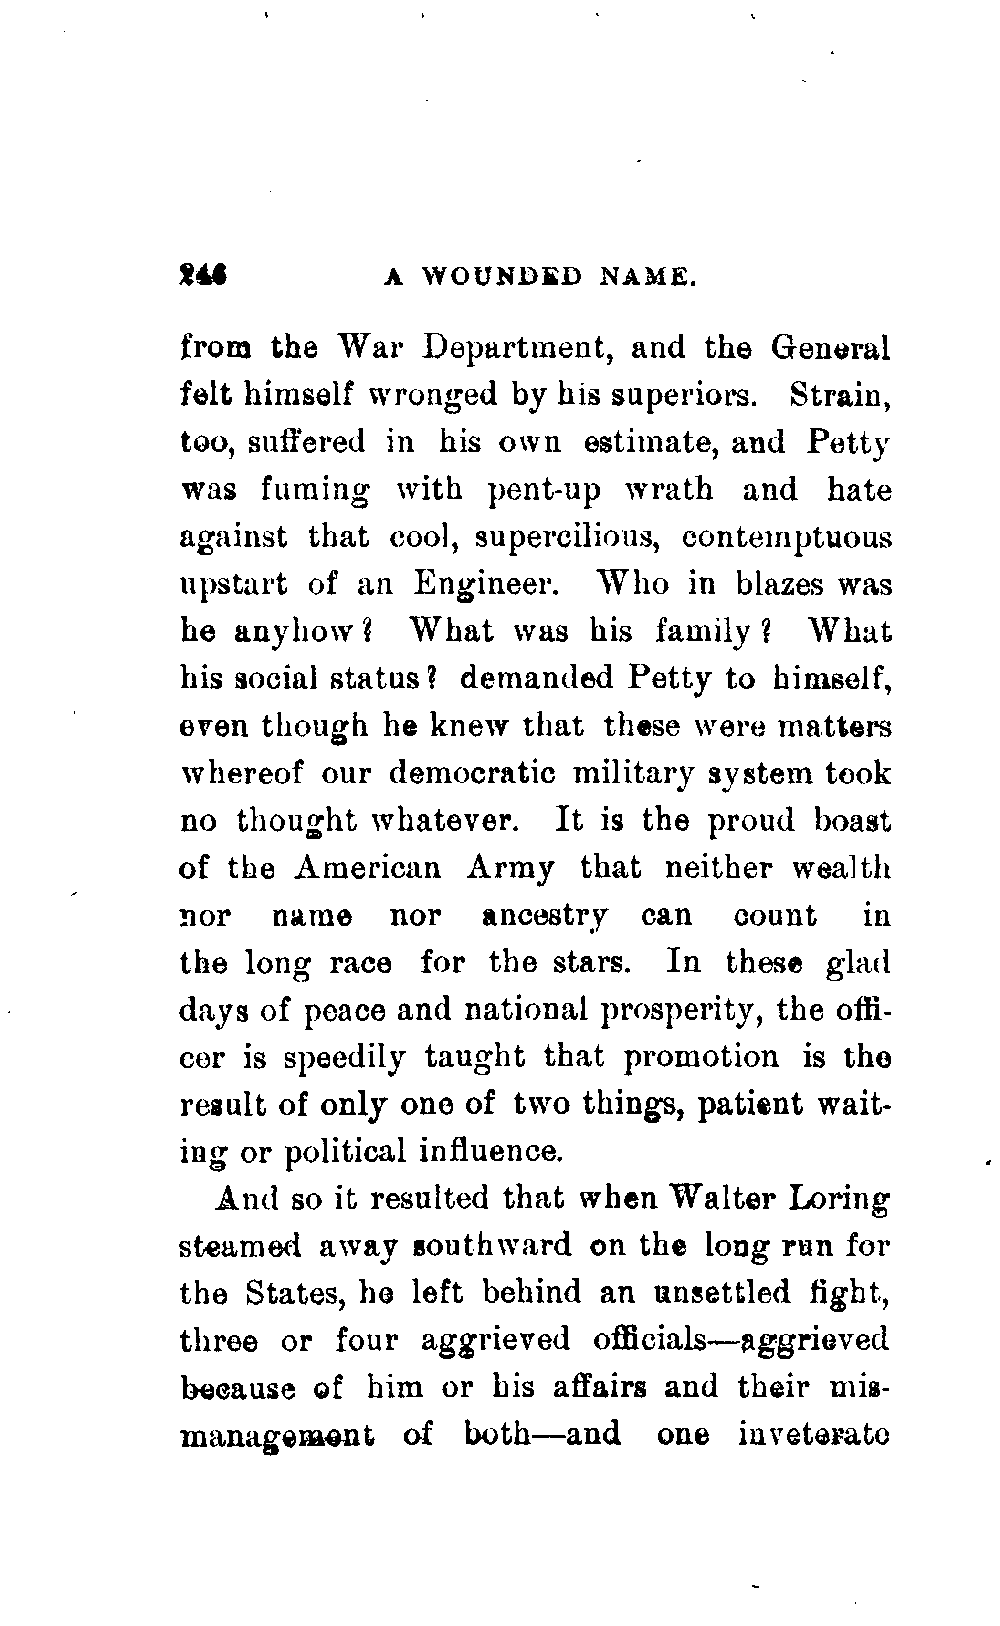 246 A WOUNDED NAME.
from the War Department, and the General
felt himself wronged by his superiors. Strain,
too, suffered in his own estimate, and Petty
was fuming with pent-up wrath and hate
against that cool, supercilious, contemptuous
upstart of an Engineer. Who in blazes was
he anyhow? What was his family? What
his social status? demanded Petty to himself,
even though he knew that these were matters
whereof our democratic military system took
no thought whatever. It is the proud boast
of the American Army that neither wealth
nor name nor ancestry can count in
the long race for the stars. In these glad
days of peace and national prosperity, the offi-
cer is speedily taught that promotion is the
result of only one of two things, patient wait-
ing or political influence.
And so it resulted that when Walter Loring
steamed away southward on the long run for
the States, he left behind an unsettled fight,
three or four aggrieved officials—aggrieved
because of him or his affairs and their mis-
management of both—and one inveterate